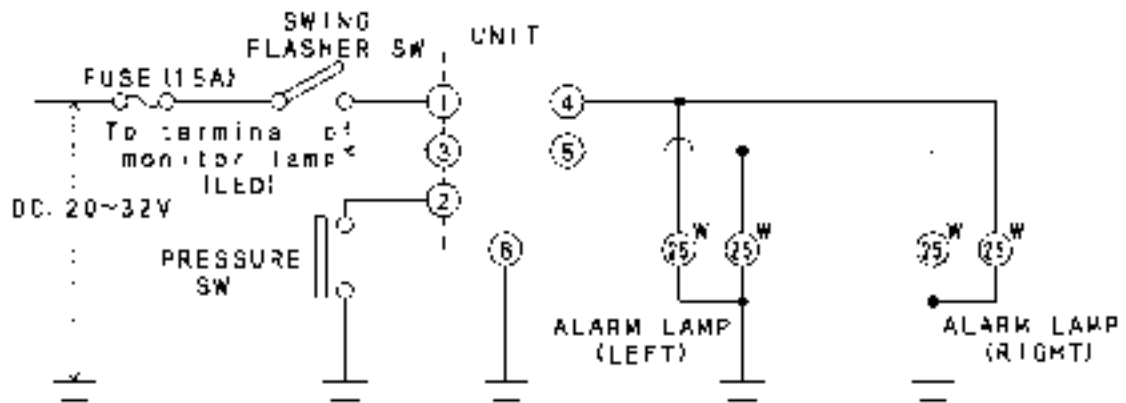 SWING
FLASHER SW
UNIT
FUSE (15A)
1
4
To termina of
monitor lamp
(LED)
3
5
2
DC. 20~32V
PRESSURE
SW
6
25 W
25 W
25 W
25 W
ALARM LAMP
(LEFT)
ALARM LAMP
(RIGHT)